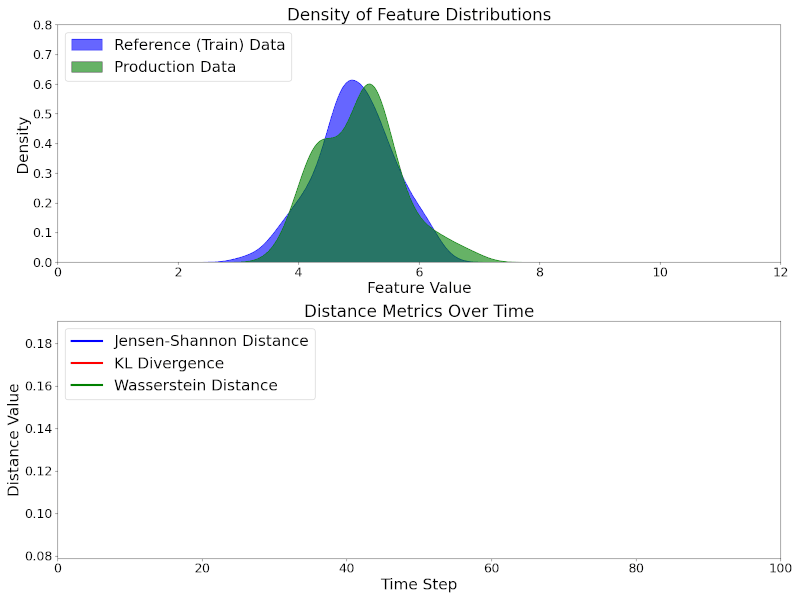 Density of Feature Distributions
Reference (Train) Data
Production Data
Density
0.8
0.7
0.6
0.5
0.4
0.3
0.2
0.1
0.0
0 2 4 6 8 10 12
Feature Value
Distance Metrics Over Time
Jensen-Shannon Distance
KL Divergence
Wasserstein Distance
Distance Value
0.18
0.16
0.14
0.12
0.10
0.08
0 20 40 60 80 100
Time Step